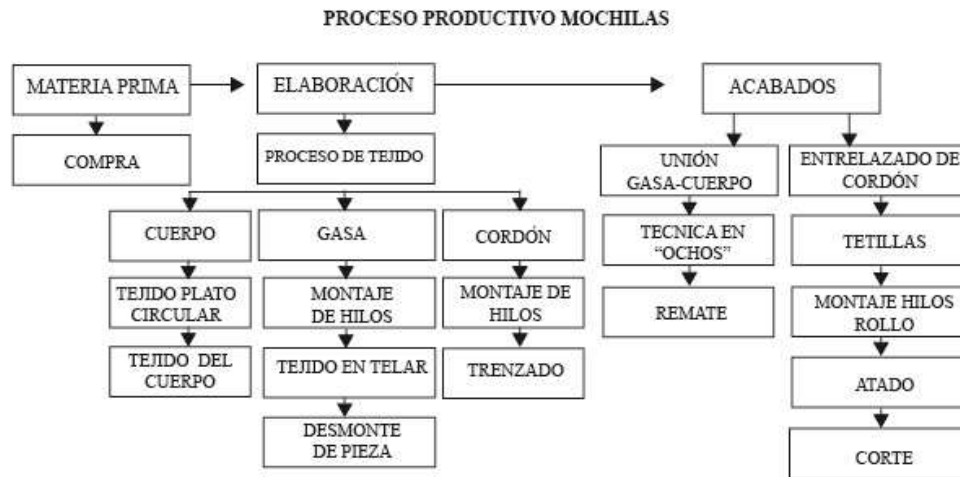 PROCESO PRODUCTIVO MOCHILAS
MATERIA PRIMA
COMPRA
ELABORACIÓN
PROCESO DE TEJIDO
CUERPO
TEJIDO PLATO
CIRCULAR
TEJIDO DEL
CUERPO
GASA
MONTAJE
DE HILOS
TEJIDO EN TELAR
DESMONTE
DE PIEZA
CORDÓN
MONTAJE DE
HILOS
TRENZADO
ACABADOS
UNIÓN
GASA-CUERPO
TECNICA EN
“OCHOS”
REMATE
ENTRELAZADO DE
CORDÓN
TETILLAS
MONTAJE HILOS
ROLLO
ATADO
CORTE